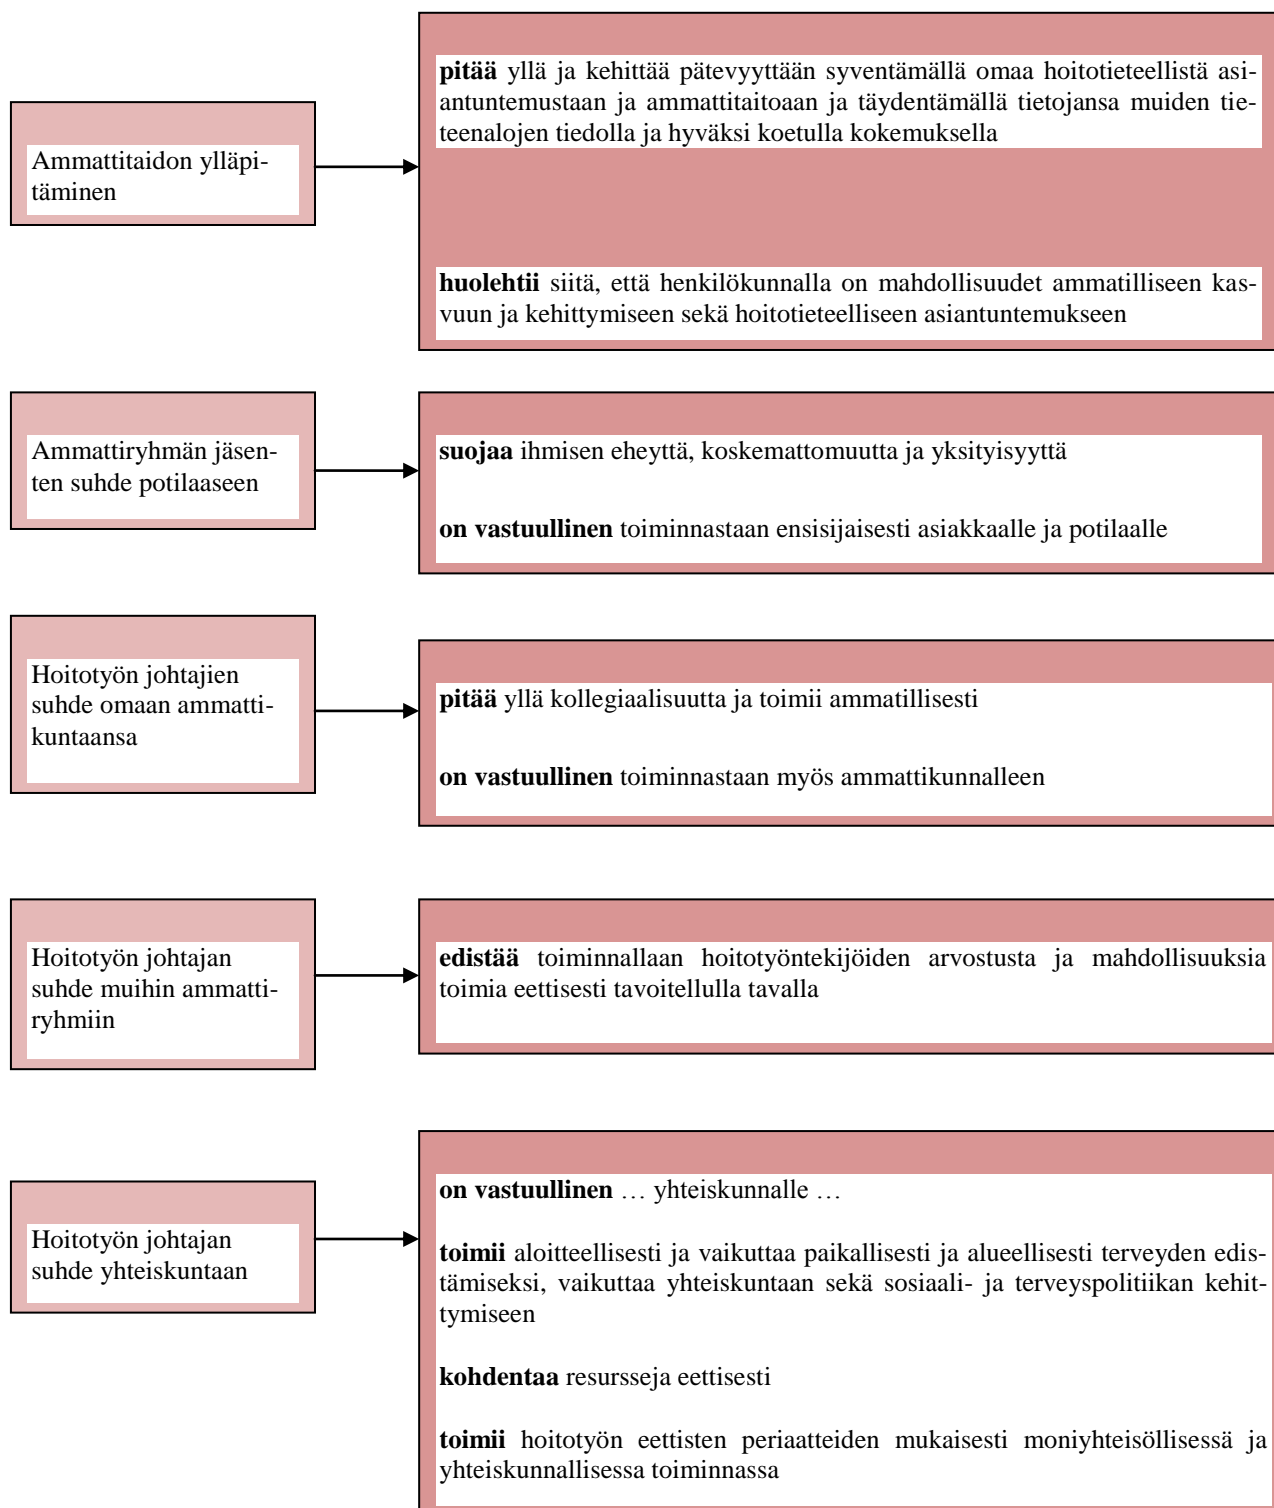 Ammattitaidon ylläpi-
täminen
pitää yllä ja kehittää pätevyyttään syventämällä omaa hoitotieteellistä asi-
antuntemustaan ja ammattitaitoaan ja täydentämällä tietojansa muiden tie-
teenalojen tiedolla ja hyväksi koetulla kokemuksella
huolehtii siitä, että henkilökunnalla on mahdollisuudet ammatilliseen kas-
vuun ja kehittymiseen sekä hoitotieteelliseen asiantuntemukseen
Ammattiryhmän jäsen-
ten suhde potilaaseen
suojaa ihmisen eheyttä, koskemattomuutta ja yksityisyyttä
on vastuullinen toiminnastaan ensisijaisesti asiakkaalle ja potilaalle
Hoitotyön johtajien
suhde omaan ammatti-
kuntaansa
pitää yllä kollegiaalisuutta ja toimii ammatillisesti
on vastuullinen toiminnastaan myös ammattikunnalleen
Hoitotyön johtajan
suhde muihin ammatti-
ryhmiin
edistää toiminnallaan hoitotyöntekijöiden arvostusta ja mahdollisuuksia
toimia eettisesti tavoitellulla tavalla
Hoitotyön johtajan
suhde yhteiskuntaan
on vastuullinen … yhteiskunnalle …
toimii aloitteellisesti ja vaikuttaa paikallisesti ja alueellisesti terveyden edis-
tämiseksi, vaikuttaa yhteiskuntaan sekä sosiaali- ja terveyspolitiikan kehit-
tymiseen
kohdentaa resursseja eettisesti
toimii hoitotyön eettisten periaatteiden mukaisesti moniyhteisöllisessä ja
yhteiskunnallisessa toiminnassa